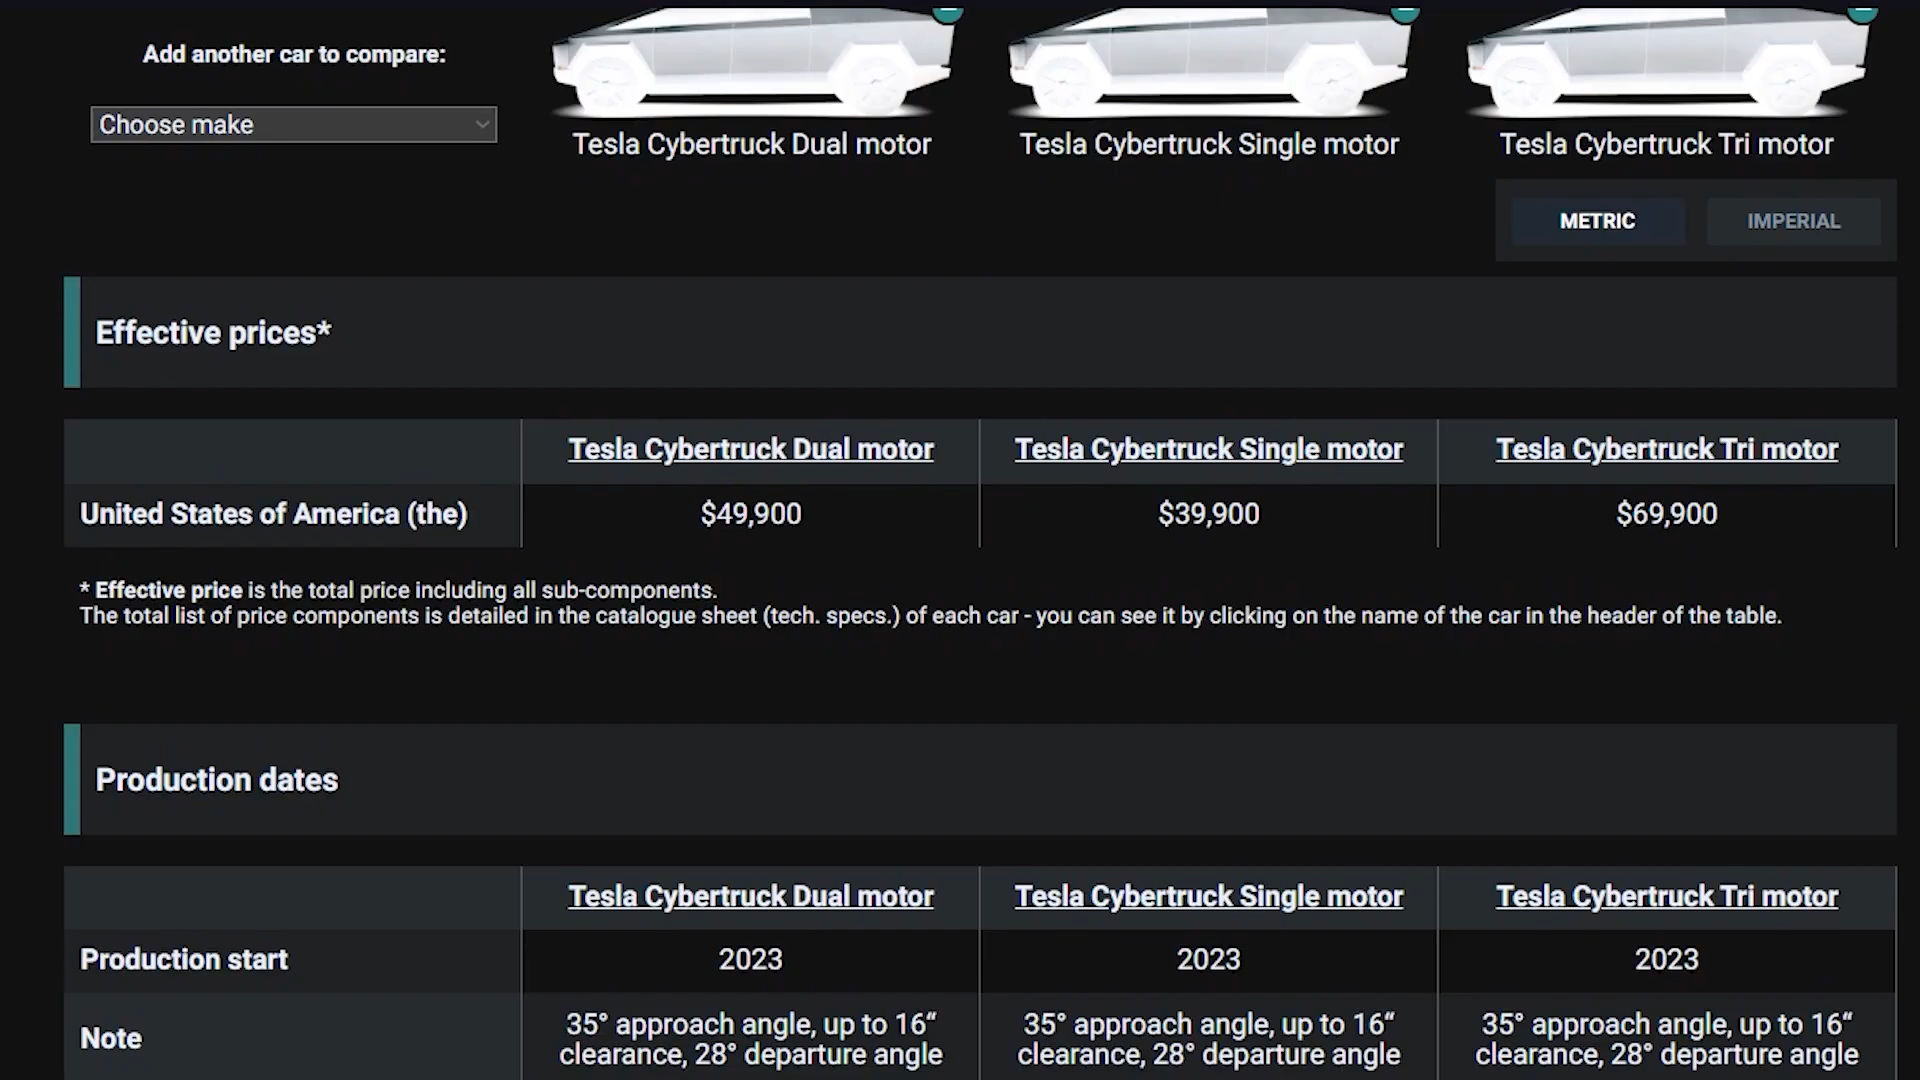 Add another car to compare:
Choose make
Tesla Cybertruck Dual motor
Tesla Cybertruck Single motor
Tesla Cybertruck Tri motor
METRIC
IMPERIAL
Effective prices*
Tesla Cybertruck Dual motor
Tesla Cybertruck Single motor
Tesla Cybertruck Tri motor
United States of America (the)
$49,900
$39,900
$69,900
* Effective price is the total price including all sub-components.
The total list of price components is detailed in the catalogue sheet (tech. specs.) of each car - you can see it by clicking on the name of the car in the header of the table.
Production dates
Tesla Cybertruck Dual motor
Tesla Cybertruck Single motor
Tesla Cybertruck Tri motor
Production start
2023
2023
2023
Note
35° approach angle, up to 16“
clearance, 28° departure angle
35° approach angle, up to 16“
clearance, 28° departure angle
35° approach angle, up to 16“
clearance, 28° departure angle